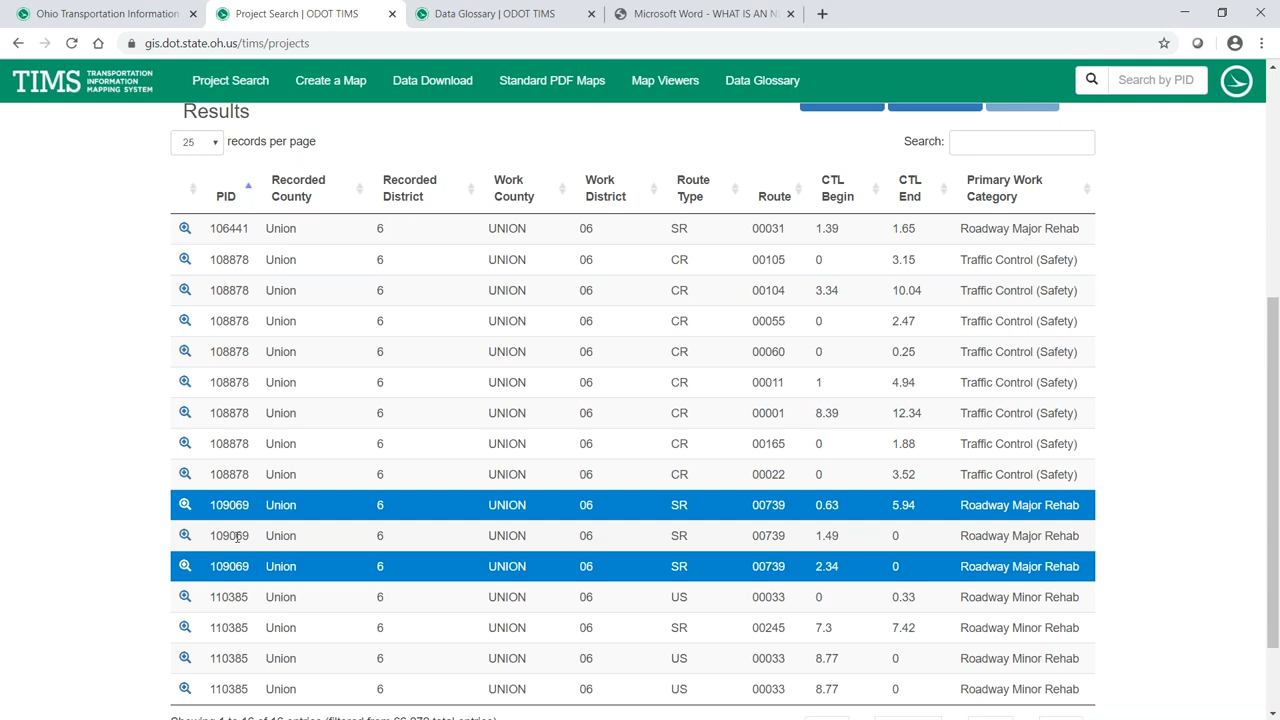 Ohio Transportation Information
Project Search | ODOT TIMS
Data Glossary | ODOT TIMS
Microsoft Word - WHAT IS AN N
gis.dot.state.oh.us/tims/projects
TIMS TRANSPORTATION INFORMATION MAPPING SYSTEM
Project Search
Create a Map
Data Download
Standard PDF Maps
Map Viewers
Data Glossary
Search by PID
Results
25 records per page
Search:
PID Recorded County Recorded District Work County Work District Route Type Route CTL Begin CTL End Primary Work Category
106441 Union 6 UNION 06 SR 00031 1.39 1.65 Roadway Major Rehab
108878 Union 6 UNION 06 CR 00105 0 3.15 Traffic Control (Safety)
108878 Union 6 UNION 06 CR 00104 3.34 10.04 Traffic Control (Safety)
108878 Union 6 UNION 06 CR 00055 0 2.47 Traffic Control (Safety)
108878 Union 6 UNION 06 CR 00060 0 0.25 Traffic Control (Safety)
108878 Union 6 UNION 06 CR 00011 1 4.94 Traffic Control (Safety)
108878 Union 6 UNION 06 CR 00001 8.39 12.34 Traffic Control (Safety)
108878 Union 6 UNION 06 CR 00165 0 1.88 Traffic Control (Safety)
108878 Union 6 UNION 06 CR 00022 0 3.52 Traffic Control (Safety)
109069 Union 6 UNION 06 SR 00739 0.63 5.94 Roadway Major Rehab
109069 Union 6 UNION 06 SR 00739 1.49 0 Roadway Major Rehab
109069 Union 6 UNION 06 SR 00739 2.34 0 Roadway Major Rehab
110385 Union 6 UNION 06 US 00033 0 0.33 Roadway Minor Rehab
110385 Union 6 UNION 06 SR 00245 7.3 7.42 Roadway Minor Rehab
110385 Union 6 UNION 06 US 00033 8.77 0 Roadway Minor Rehab
110385 Union 6 UNION 06 US 00033 8.77 0 Roadway Minor Rehab